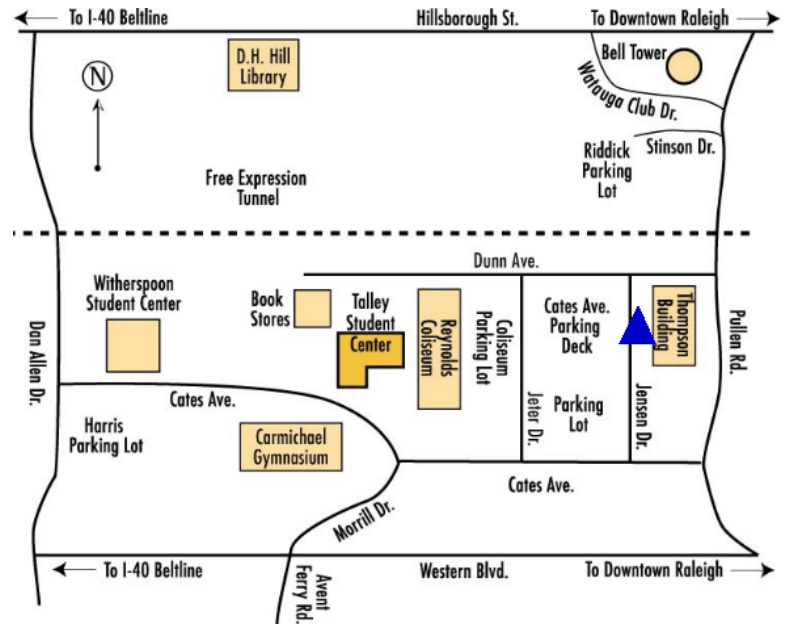 To I-40 Beltline
Hillsborough St.
To Downtown Raleigh
D.H. Hill
Library
Bell Tower
N
Watauga Club Dr.
Stinson Dr.
Riddick
Parking
Lot
Free Expression
Tunnel
Dunn Ave.
Witherspoon
Student Center
Book
Stores
Talley
Student
Center
Reynolds
Coliseum
Coliseum
Parking Lot
Cates Ave.
Parking
Deck
Thompson
Building
Pullen Rd.
Dan Allen Dr.
Cates Ave.
Harris
Parking Lot
Carmichael
Gymnasium
Jeter Dr.
Parking
Lot
Jensen Dr.
Cates Ave.
Morrill Dr.
To I-40 Beltline
Avent
Ferry Rd.
Western Blvd.
To Downtown Raleigh